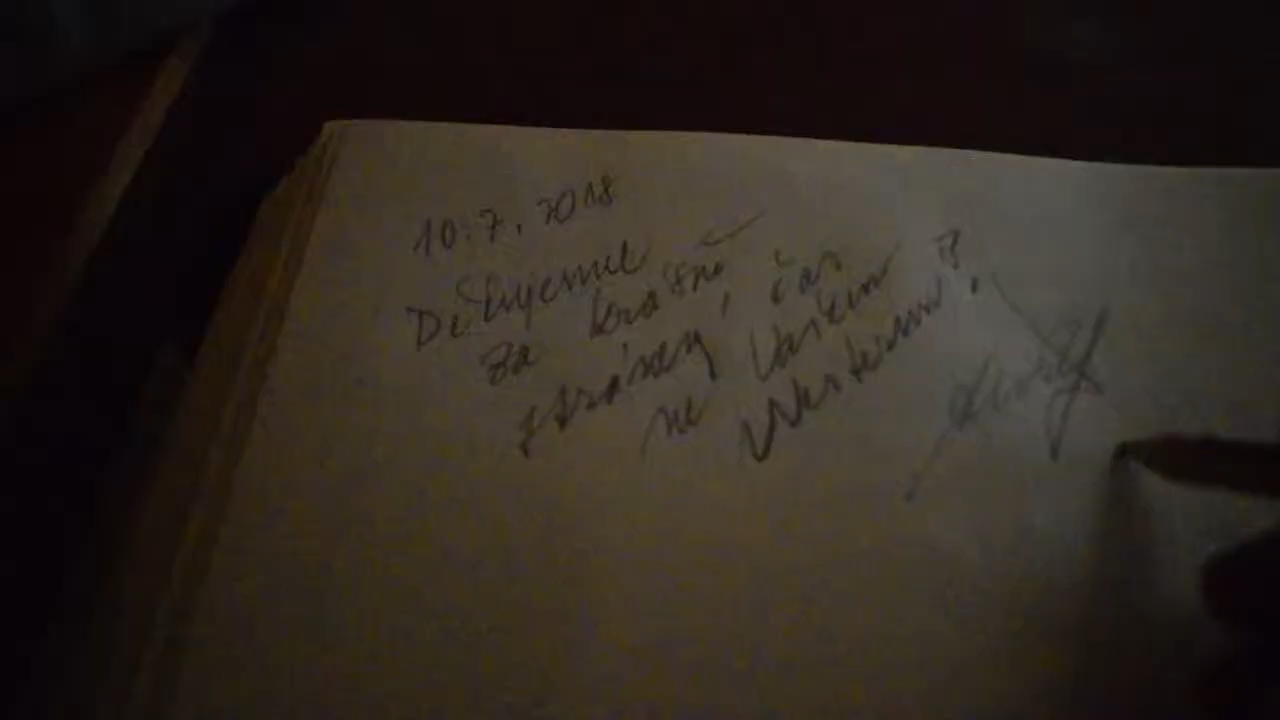 10.7.2018
Děkujeme
za krásně
strávený čas
ve Vašem